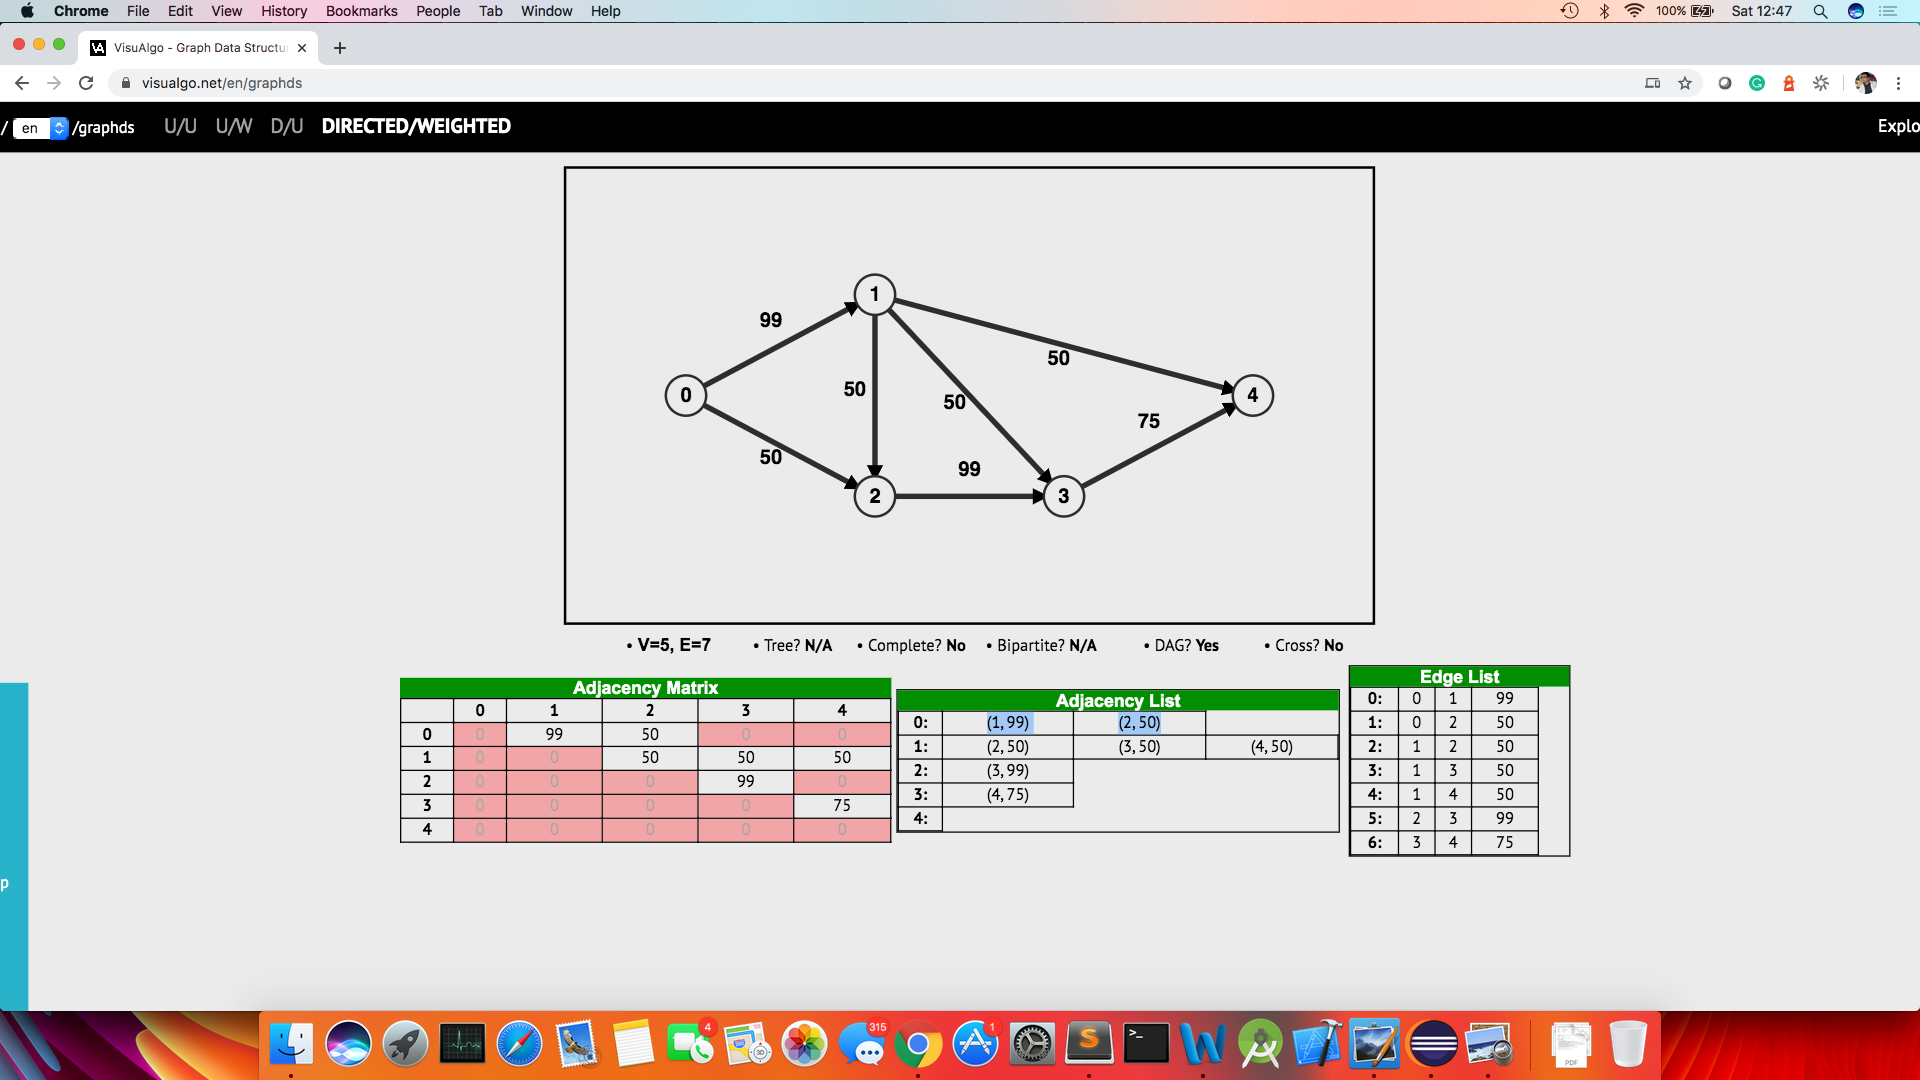 Chrome File Edit View History Bookmarks People Tab Window Help 100% Sat 12:47
VisuAlgo - Graph Data Structu
visualgo.net/en/graphds
/ en /graphds U/U U/W D/U DIRECTED/WEIGHTED Explo
1
99
50
50
50
0
4
75
50
99
2
3
• V=5, E=7 • Tree? N/A • Complete? No • Bipartite? N/A • DAG? Yes • Cross? No
Adjacency Matrix
0 1 2 3 4
0 0 99 50 0 0
1 0 0 50 50 50
2 0 0 0 99 0
3 0 0 0 0 75
4 0 0 0 0 0
Adjacency List
0: (1,99) (2,50)
1: (2,50) (3,50) (4,50)
2: (3,99)
3: (4,75)
4:
Edge List
0: 0 1 99
1: 0 2 50
2: 1 2 50
3: 1 3 50
4: 1 4 50
5: 2 3 99
6: 3 4 75
p
4
315
1
PDF